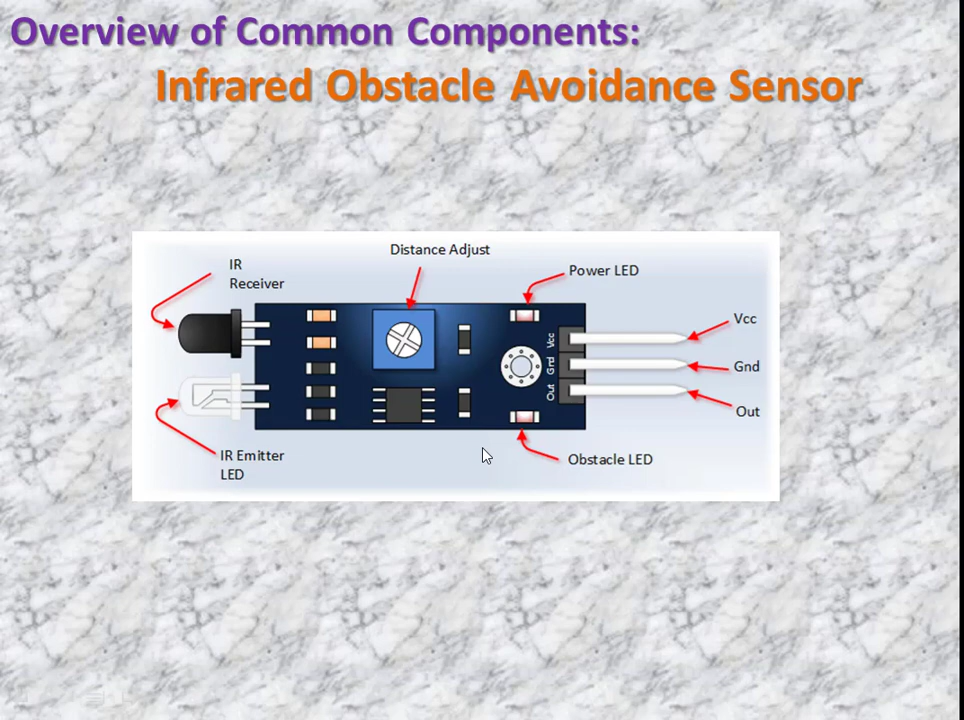 Overview of Common Components:
Infrared Obstacle Avoidance Sensor
Distance Adjust
IR
Receiver
Power LED
Vcc
Vcc
Gnd
Gnd
Out
Out
IR Emitter
LED
Obstacle LED